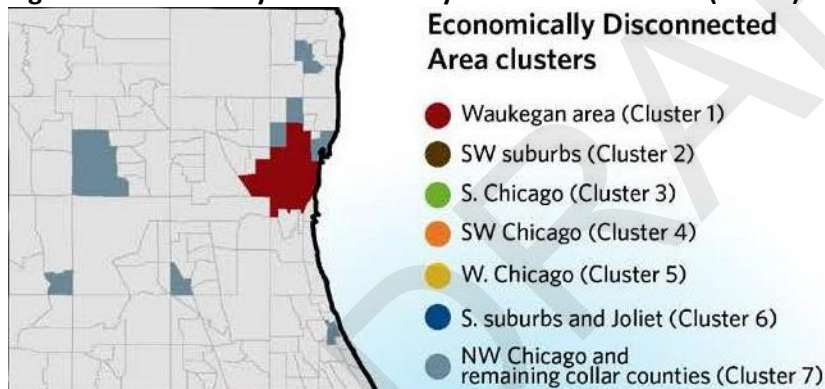 Economically Disconnected
Area clusters
Waukegan area (Cluster 1)
SW suburbs (Cluster 2)
S. Chicago (Cluster 3)
SW Chicago (Cluster 4)
W. Chicago (Cluster 5)
S. suburbs and Joliet (Cluster 6)
NW Chicago and
remaining collar counties (Cluster 7)